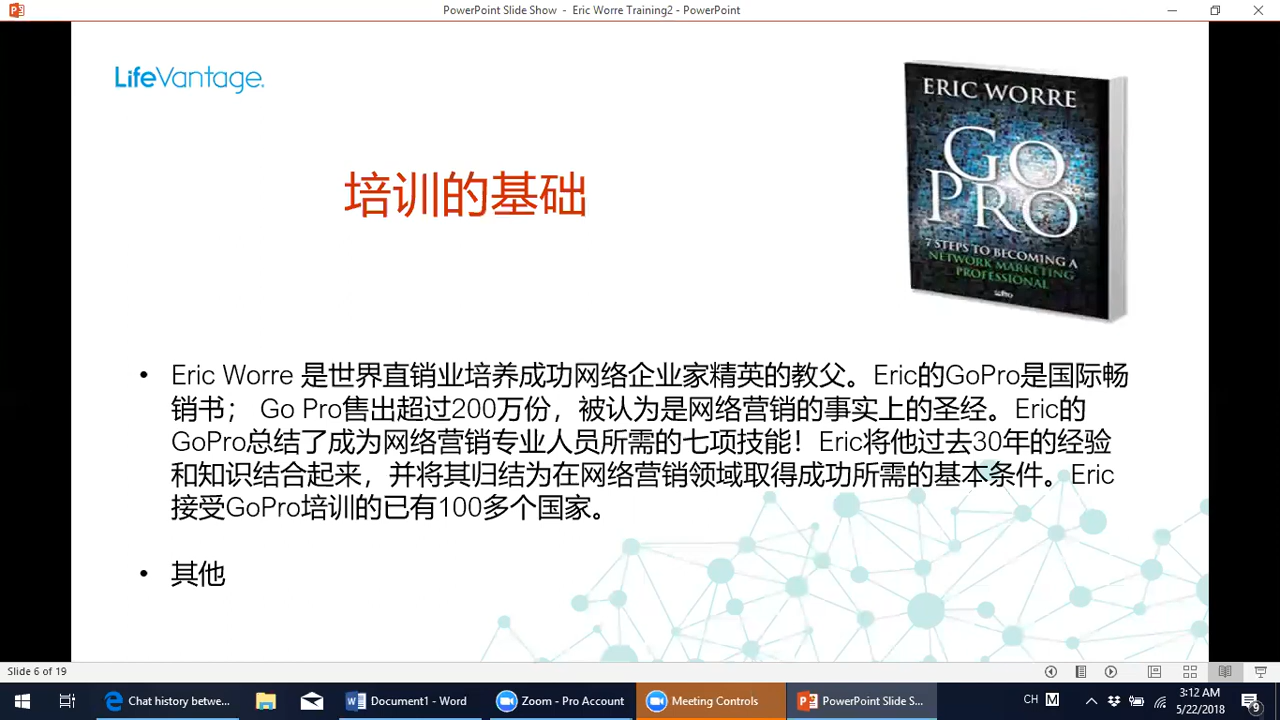 PowerPoint Slide Show - Eric Worre Training2 - PowerPoint
LifeVantage.
ERIC WORRE
GO
PRO
7 STEPS TO BECOMING A
NETWORK MARKETING
PROFESSIONAL
GoPro
培训的基础
• Eric Worre 是世界直销业培养成功网络企业家精英的教父。Eric的GoPro是国际畅
销书； Go Pro售出超过200万份，被认为是网络营销的事实上的圣经。Eric的
GoPro总结了成为网络营销专业人员所需的七项技能！Eric将他过去30年的经验
和知识结合起来，并将其归结为在网络营销领域取得成功所需的基本条件。Eric
接受GoPro培训的已有100多个国家。
• 其他
Slide 6 of 19
Chat history betwe...
Document1 - Word
Zoom - Pro Account
Meeting Controls
PowerPoint Slide S...
CH
M
3:12 AM
5/22/2018
9